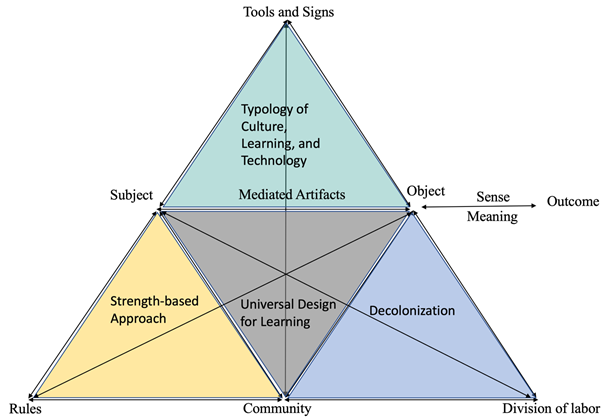 Tools and Signs
Typology of
Culture,
Learning, and
Technology
Subject
Mediated Artifacts
Object
Sense
Meaning
Outcome
Strength-based
Approach
Universal Design
for Learning
Decolonization
Rules
Community
Division of labor